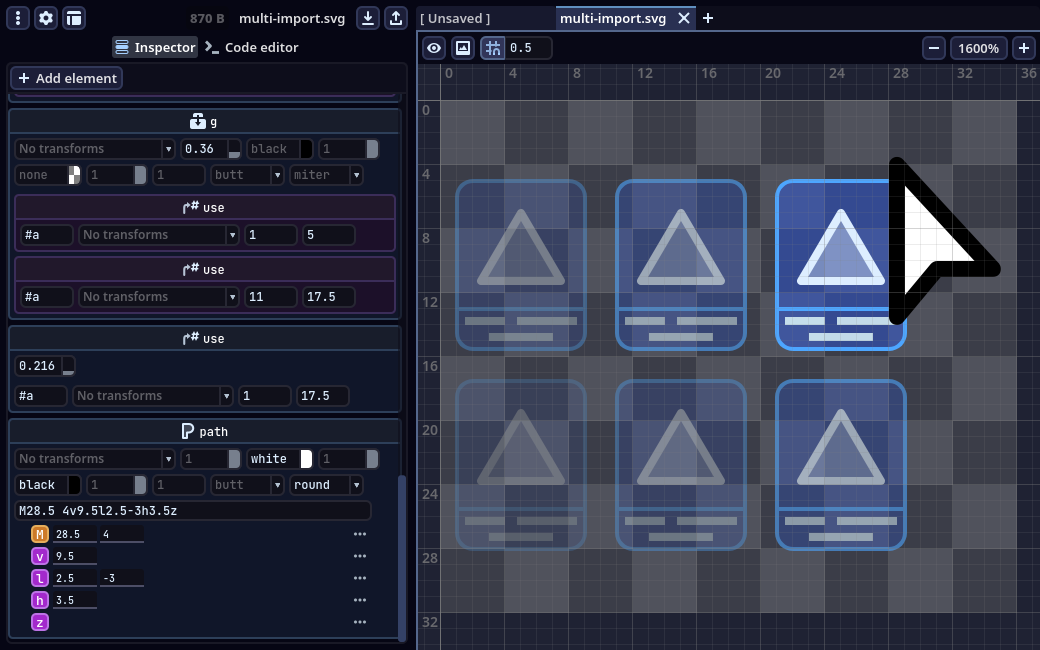 870 B multi-import.svg
Inspector Code editor
+ Add element
g
No transforms 0.36 black 1
none 1 1 butt miter
use
#a No transforms 1 5
use
#a No transforms 11 17.5
use
0.216
#a No transforms 1 17.5
path
No transforms 1 white 1
black 1 1 butt round
M28.5 4v9.5l2.5-3h3.5z
M 28.5 4
v 9.5
l 2.5 -3
h 3.5
z
[ Unsaved ] multi-import.svg
0.5 1600%
0 4 8 12 16 20 24 28 32 36
0
4
8
12
16
20
24
28
32